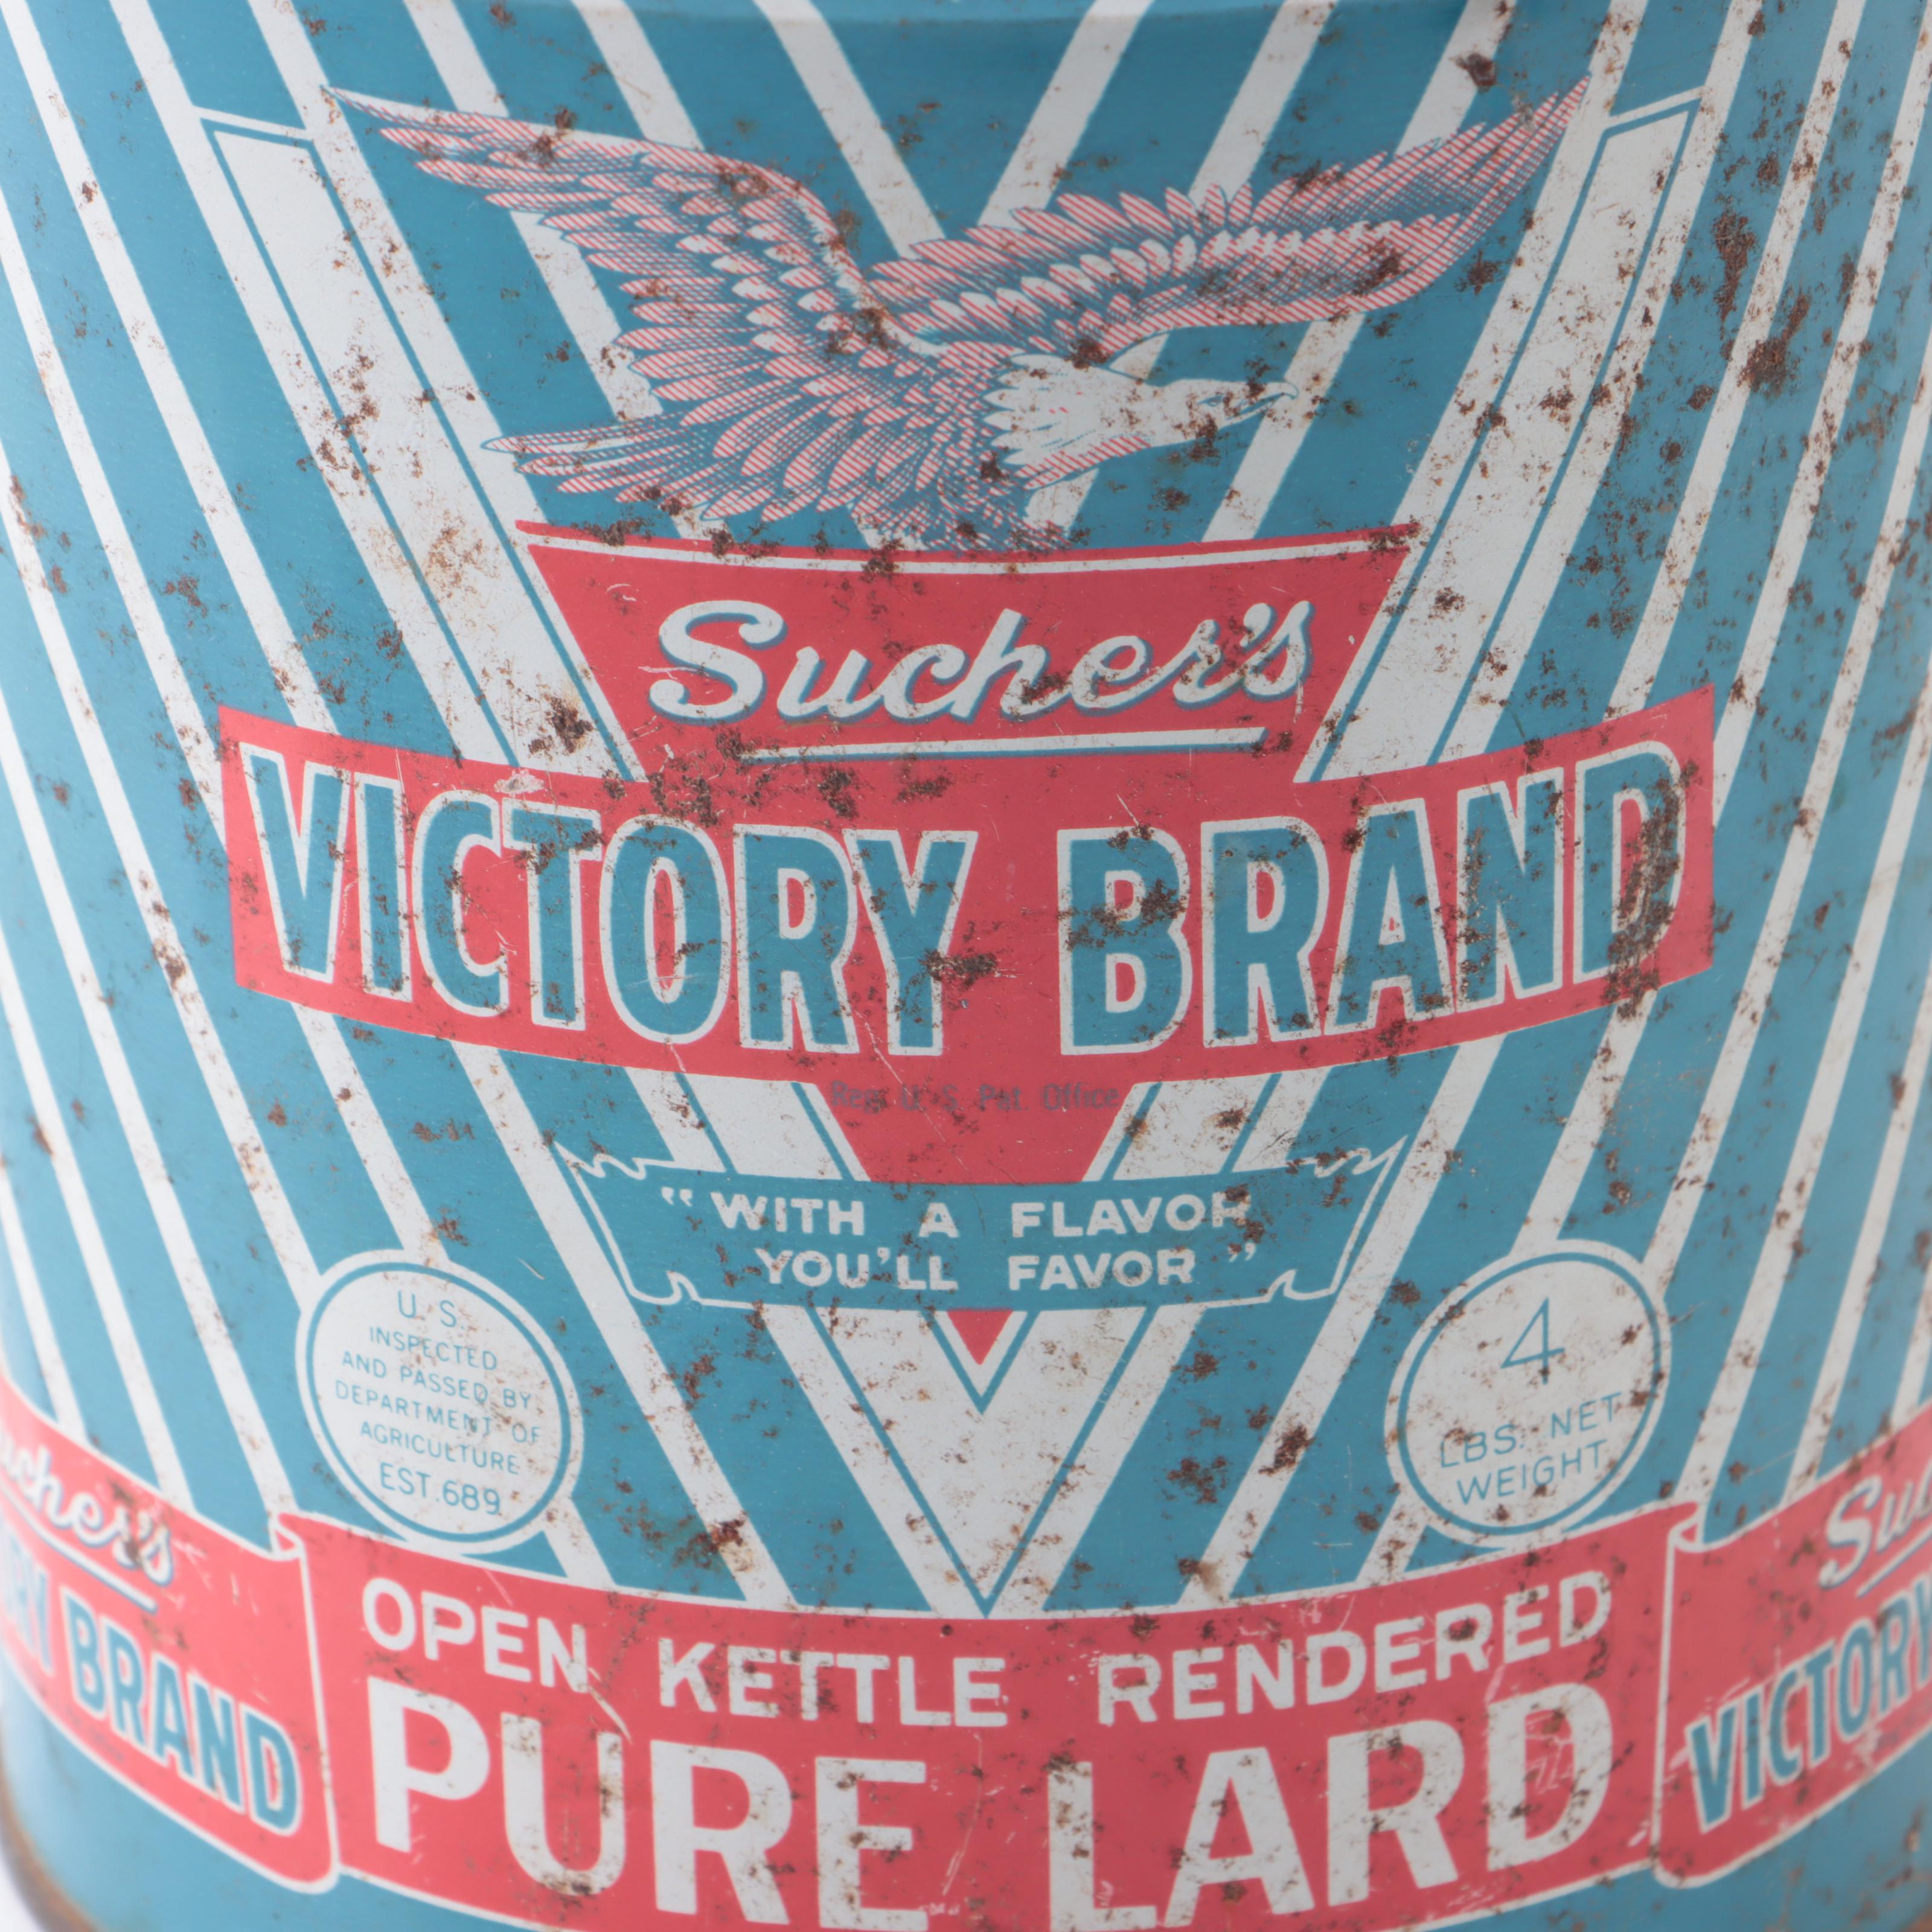 Sucher's
VICTORY BRAND
Reg. U. S. Pat. Office
"WITH A FLAVOR
YOU'LL FAVOR"
U. S.
INSPECTED
AND PASSED BY
DEPARTMENT OF
AGRICULTURE
EST. 689
4
LBS. NET
WEIGHT
OPEN KETTLE RENDERED
PURE LARD
BRAND
VICTORY